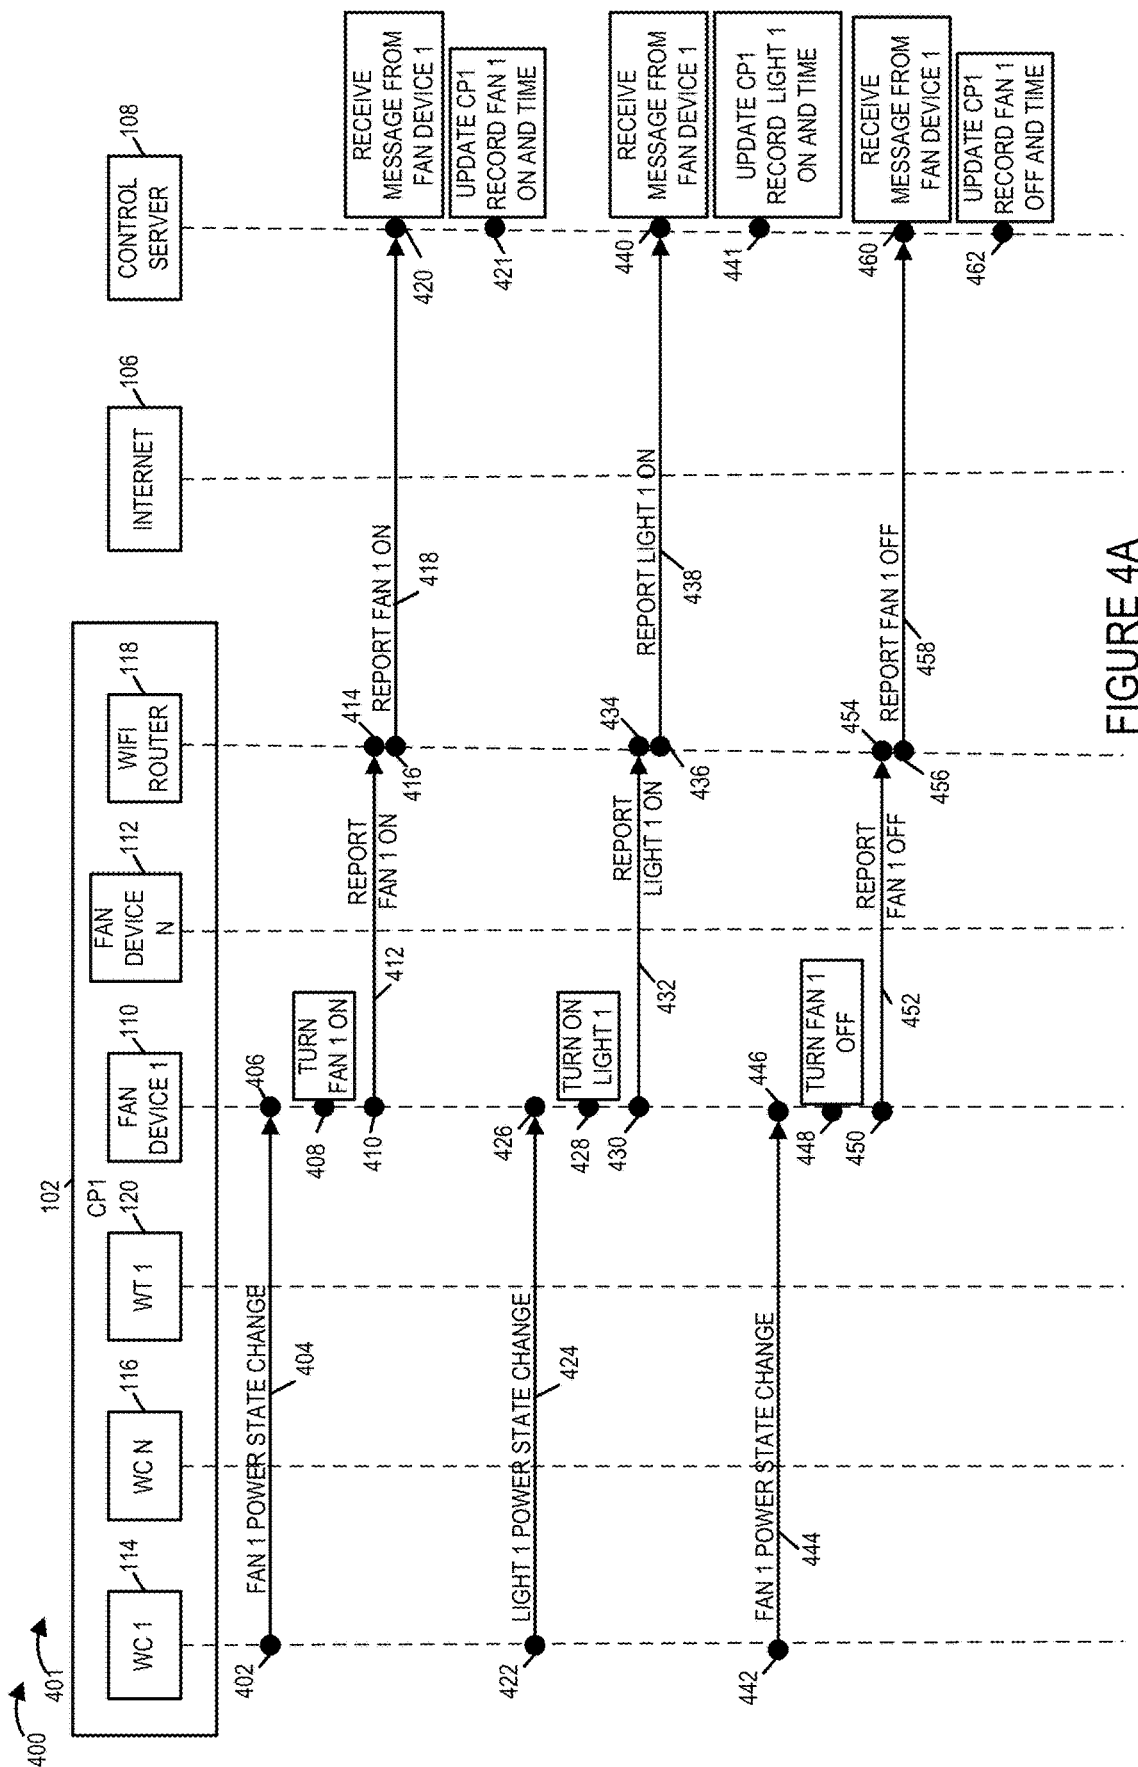 400
401
102
CP1
114
WC 1
116
WC N
120
WT 1
110
FAN
DEVICE 1
112
FAN
DEVICE
N
118
WIFI
ROUTER
106
INTERNET
108
CONTROL
SERVER
402
FAN 1 POWER STATE CHANGE
404
406
408
TURN
FAN 1 ON
410
412
REPORT
FAN 1 ON
414
416
REPORT FAN 1 ON
418
420
RECEIVE
MESSAGE FROM
FAN DEVICE 1
421
UPDATE CP1
RECORD FAN 1
ON AND TIME
422
LIGHT 1 POWER STATE CHANGE
424
426
428
TURN ON
LIGHT 1
430
432
REPORT
LIGHT 1 ON
434
436
REPORT LIGHT 1 ON
438
440
RECEIVE
MESSAGE FROM
FAN DEVICE 1
441
UPDATE CP1
RECORD LIGHT 1
ON AND TIME
442
FAN 1 POWER STATE CHANGE
444
446
448
TURN FAN 1
OFF
450
452
REPORT
FAN 1 OFF
454
456
REPORT FAN 1 OFF
458
460
RECEIVE
MESSAGE FROM
FAN DEVICE 1
462
UPDATE CP1
RECORD FAN 1
OFF AND TIME
FIGURE 4A